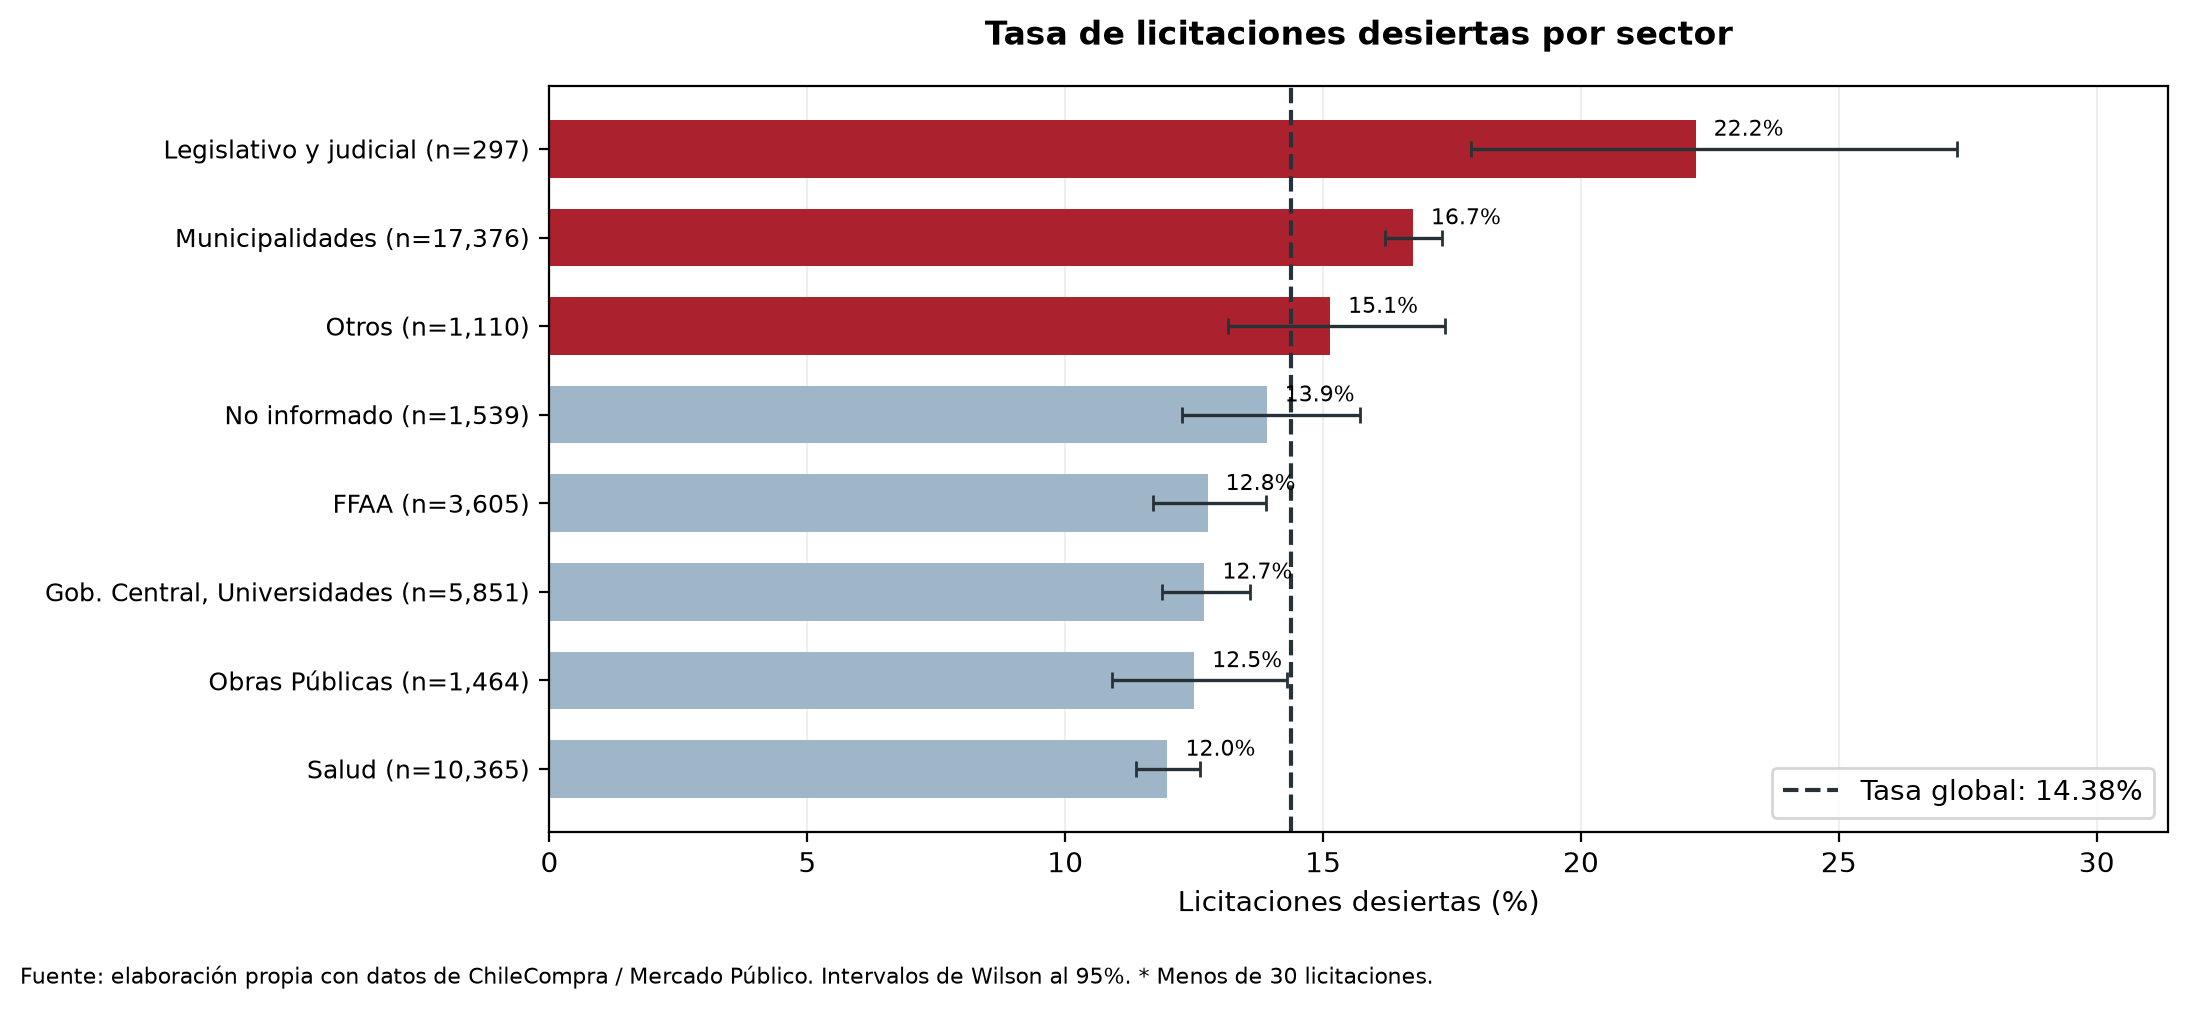 Tasa de licitaciones desiertas por sector
Legislativo y judicial (n=297)
22.2%
Municipalidades (n=17,376)
16.7%
Otros (n=1,110)
15.1%
No informado (n=1,539)
13.9%
FFAA (n=3,605)
12.8%
Gob. Central, Universidades (n=5,851)
12.7%
Obras Públicas (n=1,464)
12.5%
Salud (n=10,365)
12.0%
Tasa global: 14.38%
0 5 10 15 20 25 30
Licitaciones desiertas (%)
Fuente: elaboración propia con datos de ChileCompra / Mercado Público. Intervalos de Wilson al 95%. * Menos de 30 licitaciones.